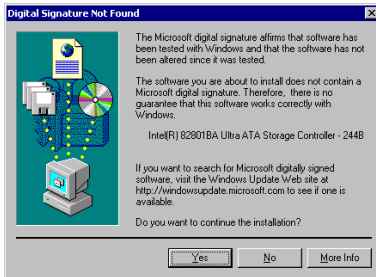 Digital Signature Not Found
The Microsoft digital signature affirms that software has
been tested with Windows and that the software has not
been altered since it was tested.
The software you are about to install does not contain a
Microsoft digital signature. Therefore, there is no
guarantee that this software works correctly with
Windows.
Intel(R) 82801BA Ultra ATA Storage Controller - 244B
If you want to search for Microsoft digitally signed
software, visit the Windows Update Web site at
http://windowsupdate.microsoft.com to see if one is
available.
Do you want to continue the installation?
Yes No More Info